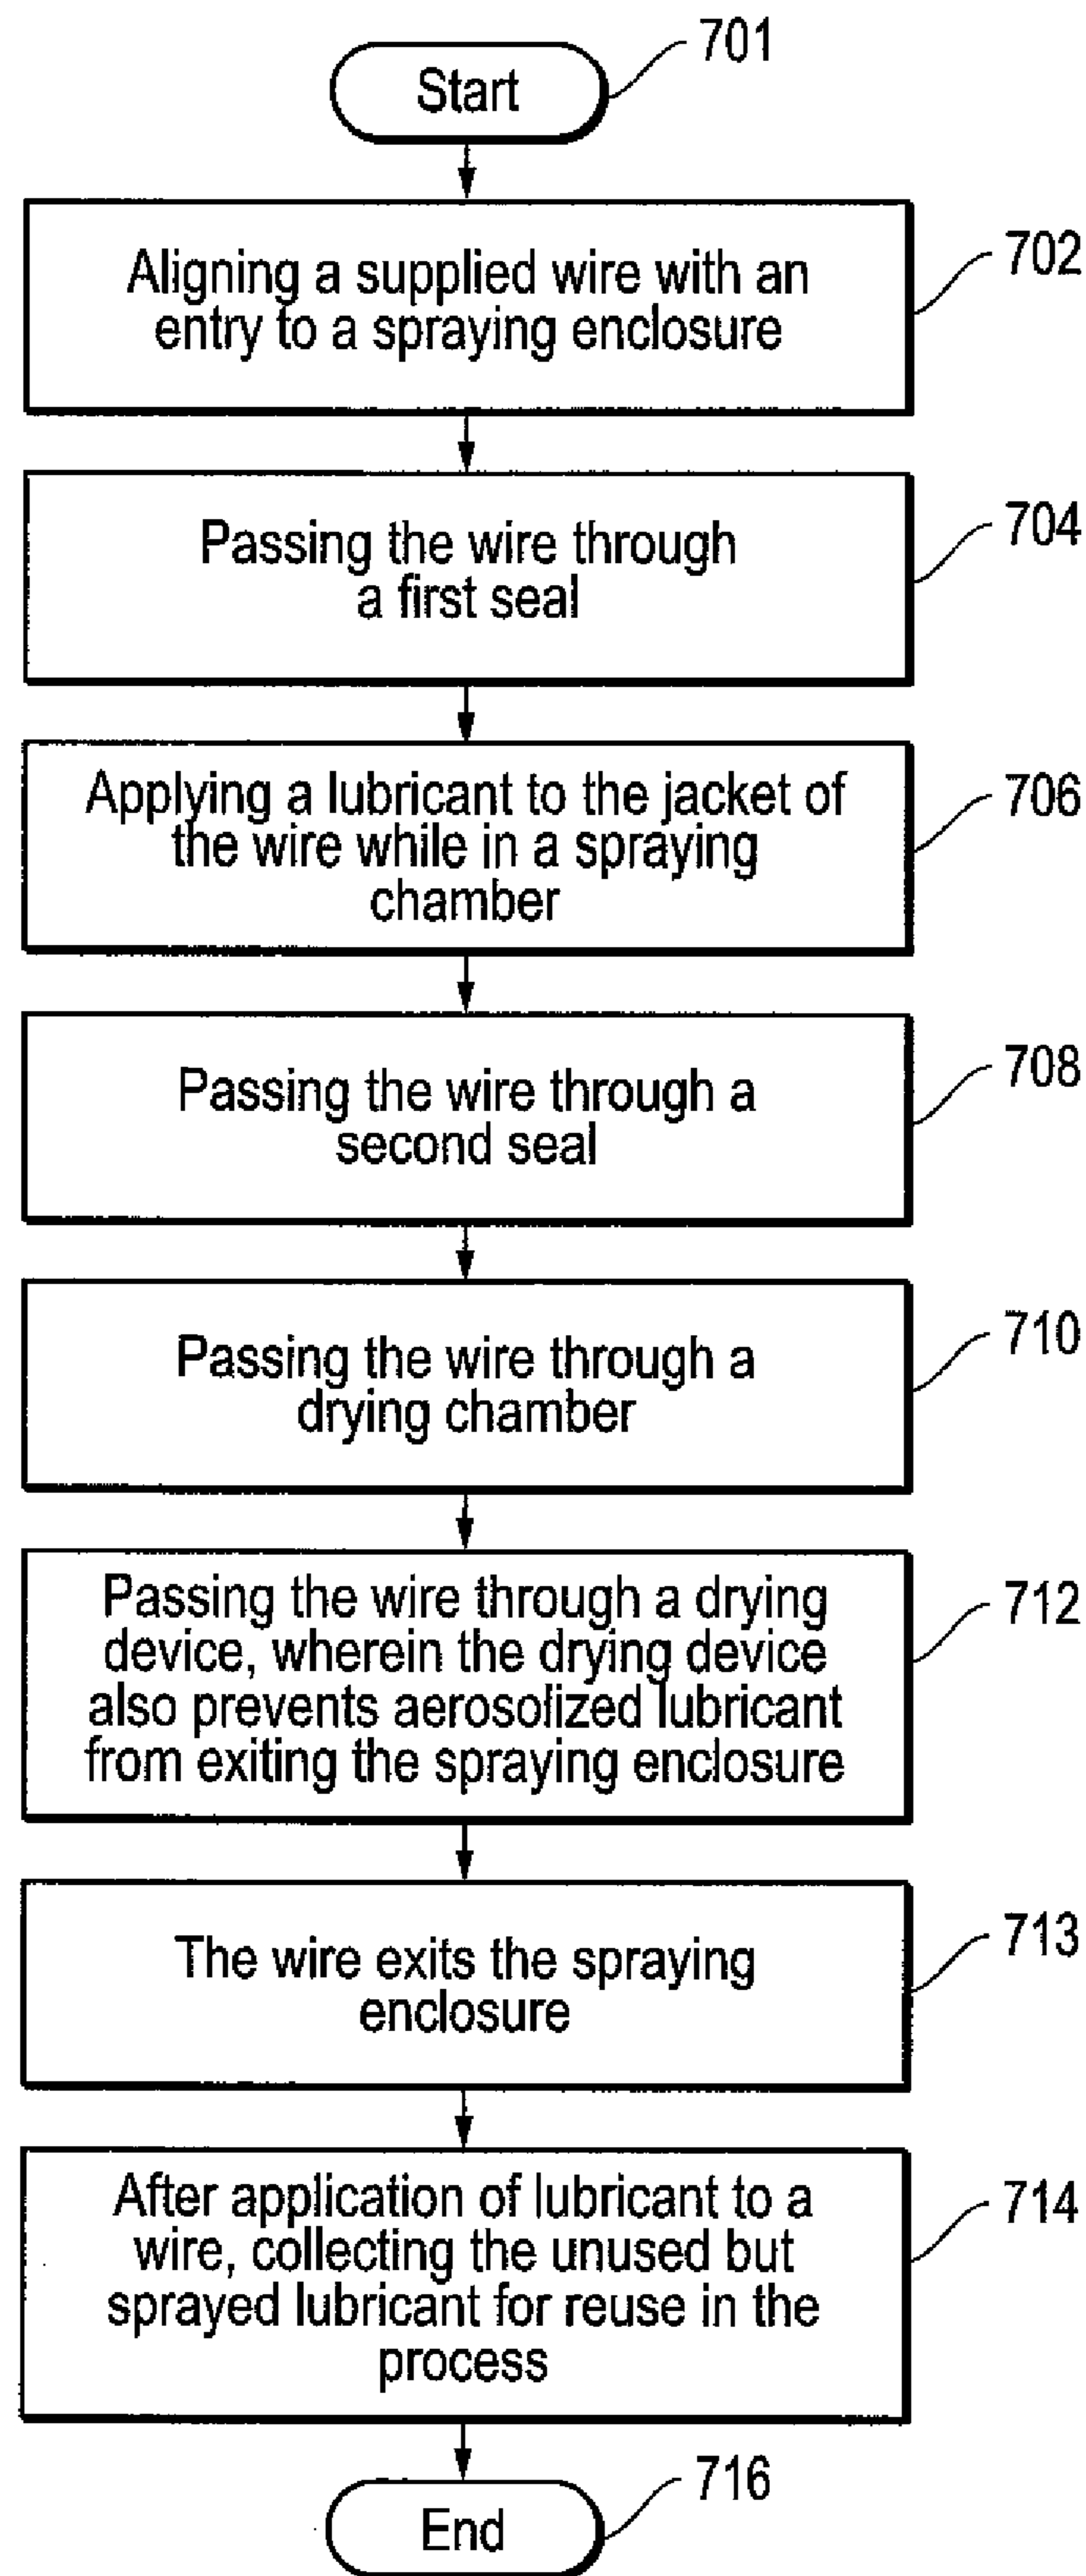 701
Start
702
Aligning a supplied wire with an
entry to a spraying enclosure
704
Passing the wire through
a first seal
706
Applying a lubricant to the jacket of
the wire while in a spraying
chamber
708
Passing the wire through a
second seal
710
Passing the wire through a
drying chamber
712
Passing the wire through a drying
device, wherein the drying device
also prevents aerosolized lubricant
from exiting the spraying enclosure
713
The wire exits the spraying
enclosure
714
After application of lubricant to a
wire, collecting the unused but
sprayed lubricant for reuse in the
process
716
End